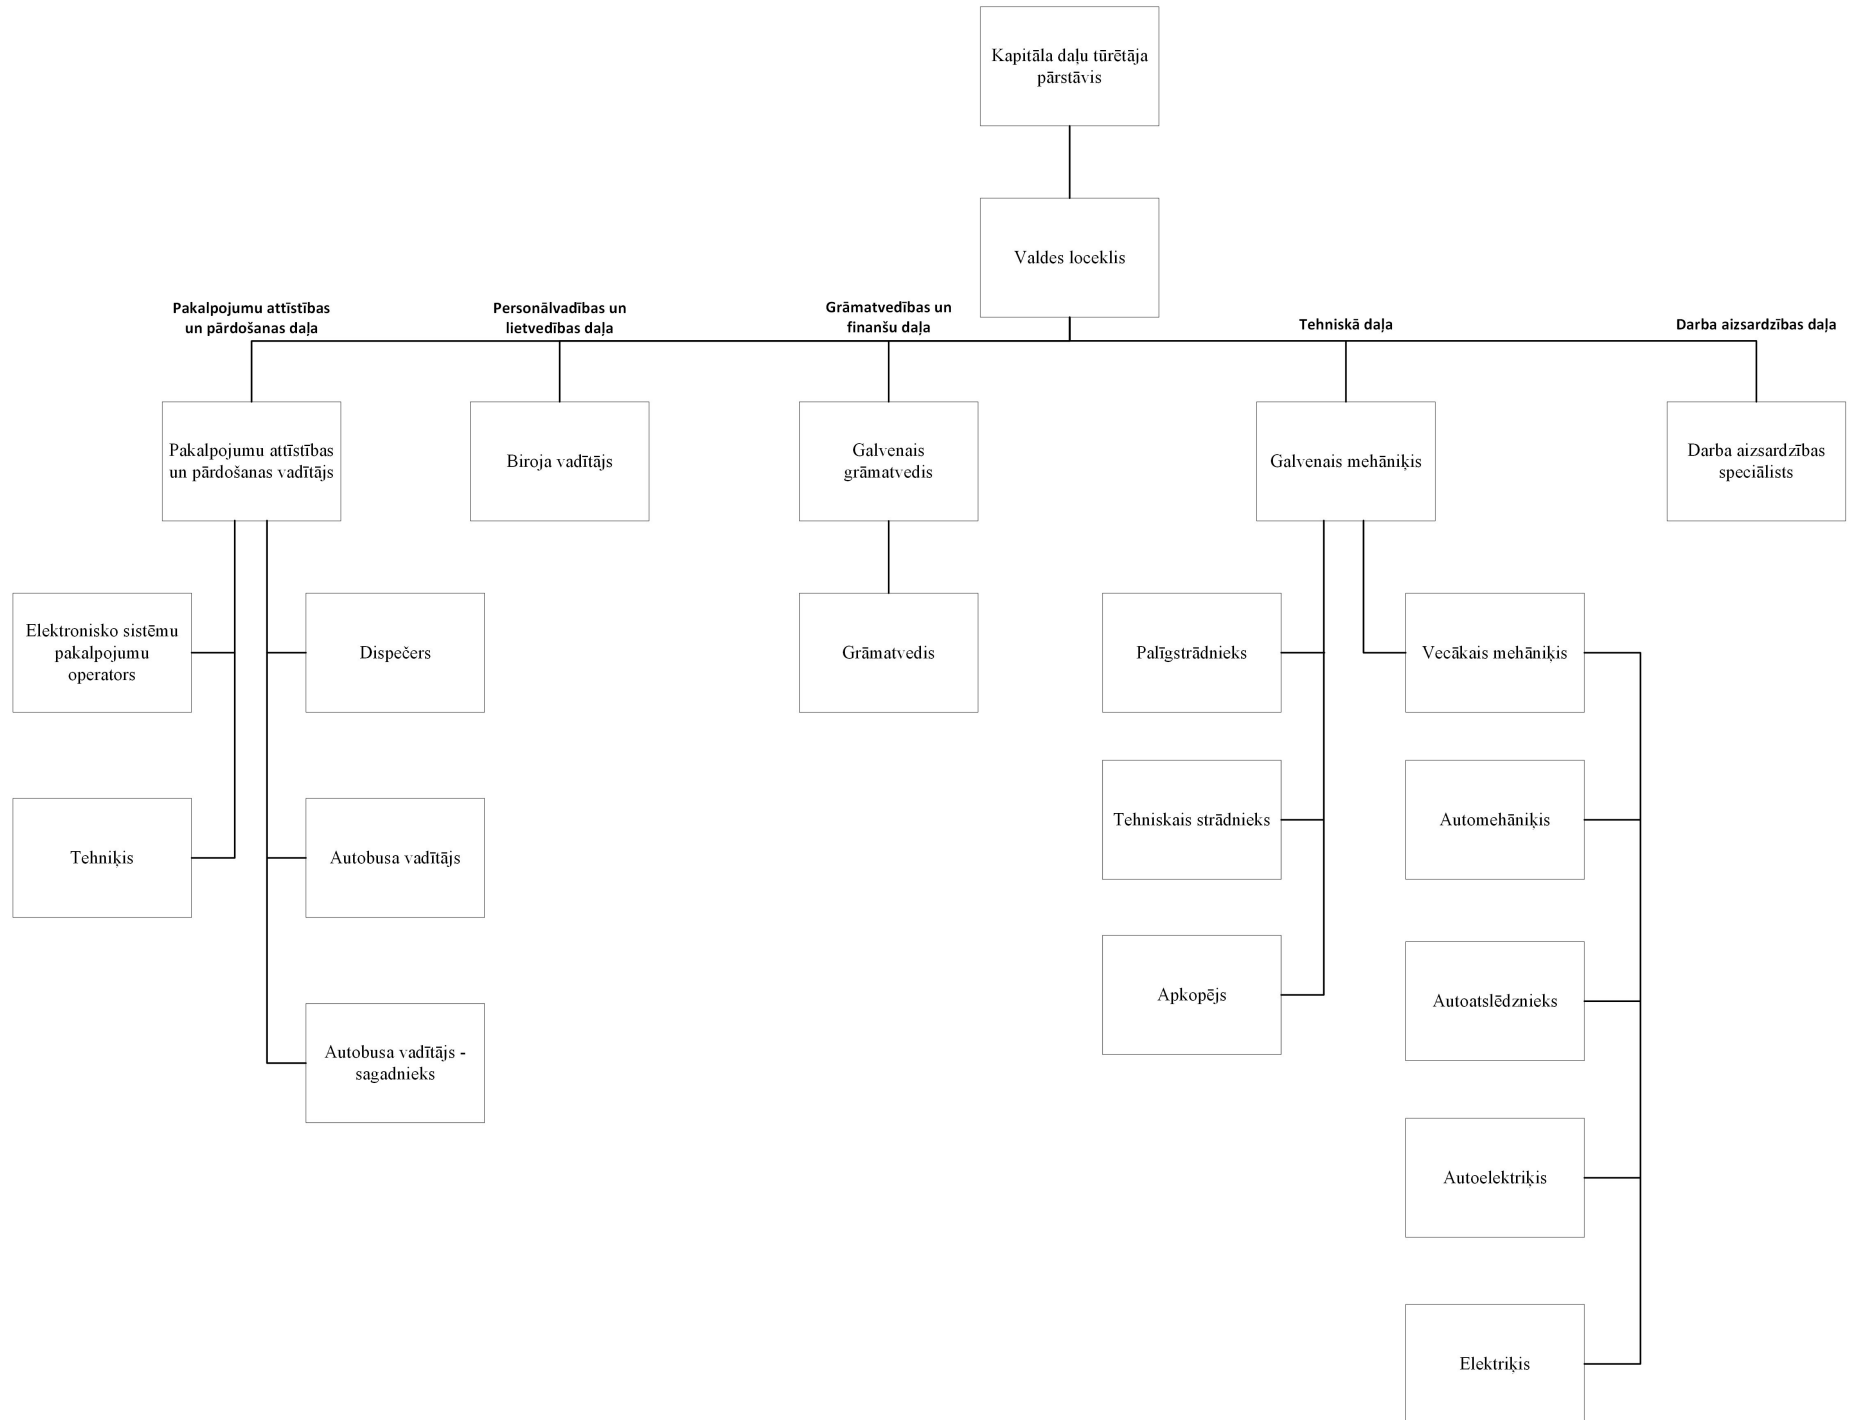 Kapitāla daļu tūrētāja
pārstāvis
Valdes loceklis
Pakalpojumu attīstības
un pārdošanas daļa
Personālvadības un
lietvedības daļa
Grāmatvedības un
finanšu daļa
Tehniskā daļa
Darba aizsardzības daļa
Pakalpojumu attīstības
un pārdošanas vadītājs
Biroja vadītājs
Galvenais
grāmatvedis
Galvenais mehāniķis
Darba aizsardzības
speciālists
Elektronisko sistēmu
pakalpojumu
operators
Dispečers
Grāmatvedis
Palīgstrādnieks
Vecākais mehāniķis
Tehniskais strādnieks
Automehāniķis
Tehniķis
Autobusa vadītājs
Apkopējs
Autoatslēdznieks
Autobusa vadītājs -
sagadnieks
Autoelektriķis
Elektriķis